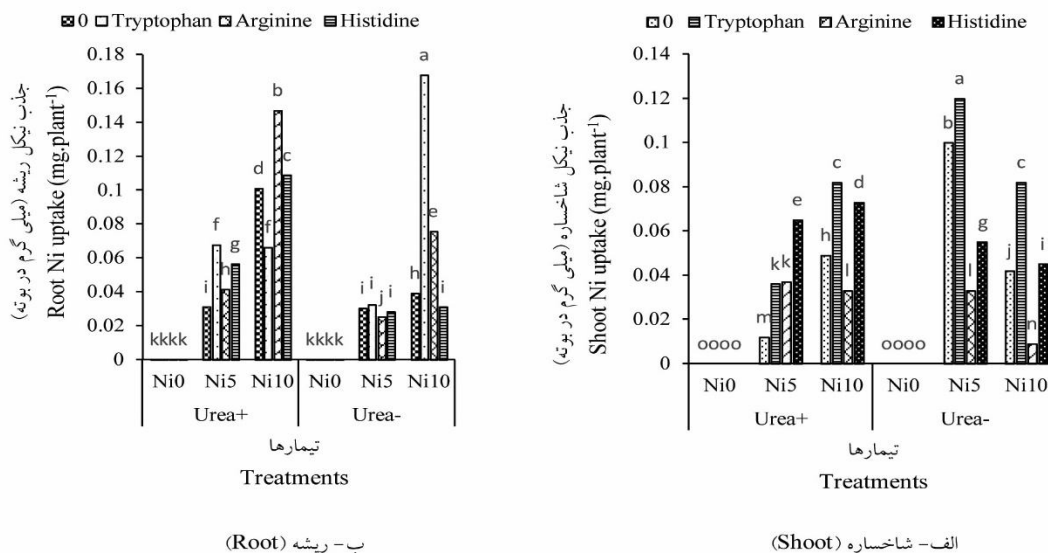 0 Tryptophan Arginine Histidine
جذب نیکل ریشه (میلی گرم در بوته)
Root Ni uptake (mg.plant-1)
0.18
0.16
0.14
0.12
0.1
0.08
0.06
0.04
0.02
0
kkkk
i f h g
d f b c
kkkk
i i j i
h a e i
Ni0 Ni5 Ni10 Ni0 Ni5 Ni10
Urea+ Urea-
تیمارها
Treatments
ب- ریشه (Root)
0 Tryptophan Arginine Histidine
جذب نیکل شاخساره (میلی گرم در بوته)
Shoot Ni uptake (mg.plant-1)
0.14
0.12
0.1
0.08
0.06
0.04
0.02
0
oooo
m k k e
h c l d
oooo
b a l g
j c n i
Ni0 Ni5 Ni10 Ni0 Ni5 Ni10
Urea+ Urea-
تیمارها
Treatments
الف- شاخساره (Shoot)